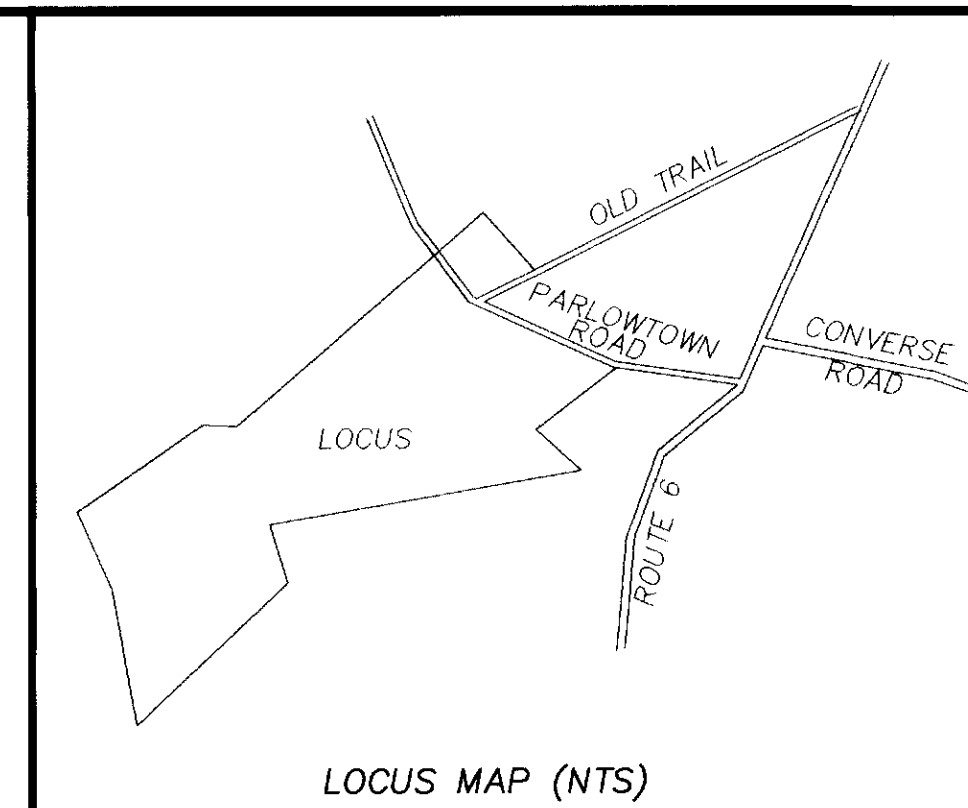 OLD TRAIL
PARLOWTOWN
ROAD
CONVERSE
ROAD
LOCUS
ROUTE 6
LOCUS MAP (NTS)